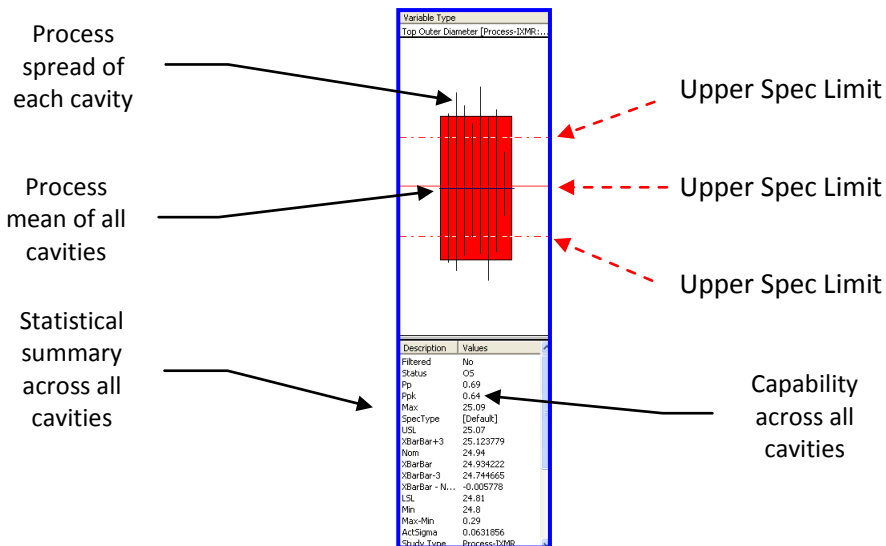 Variable Type
Top Outer Diameter [Process-IXMR:...
Process
spread of
each cavity
Process
mean of all
cavities
Statistical
summary
across all
cavities
Upper Spec Limit
Upper Spec Limit
Upper Spec Limit
Capability
across all
cavities
Description Values
Filtered No
Status OS
Pp 0.69
Ppk 0.64
Max 25.09
SpecType [Default]
USL 25.07
XBarBar+3 25.123779
Nom 24.94
XBarBar 24.934222
XBarBar-3 24.744665
XBarBar - N... -0.005778
LSL 24.81
Min 24.8
Max-Min 0.29
ActSigma 0.0631856
Study Type Process-IXMR